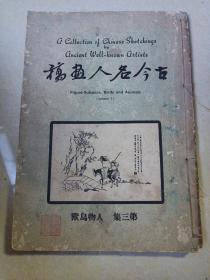 A Collection of Chinese Sketchings
by
Ancient Well-known Artists
稿画人名今古
Figure-Subjects, Birds and Animals
獸鳥物人 集三第